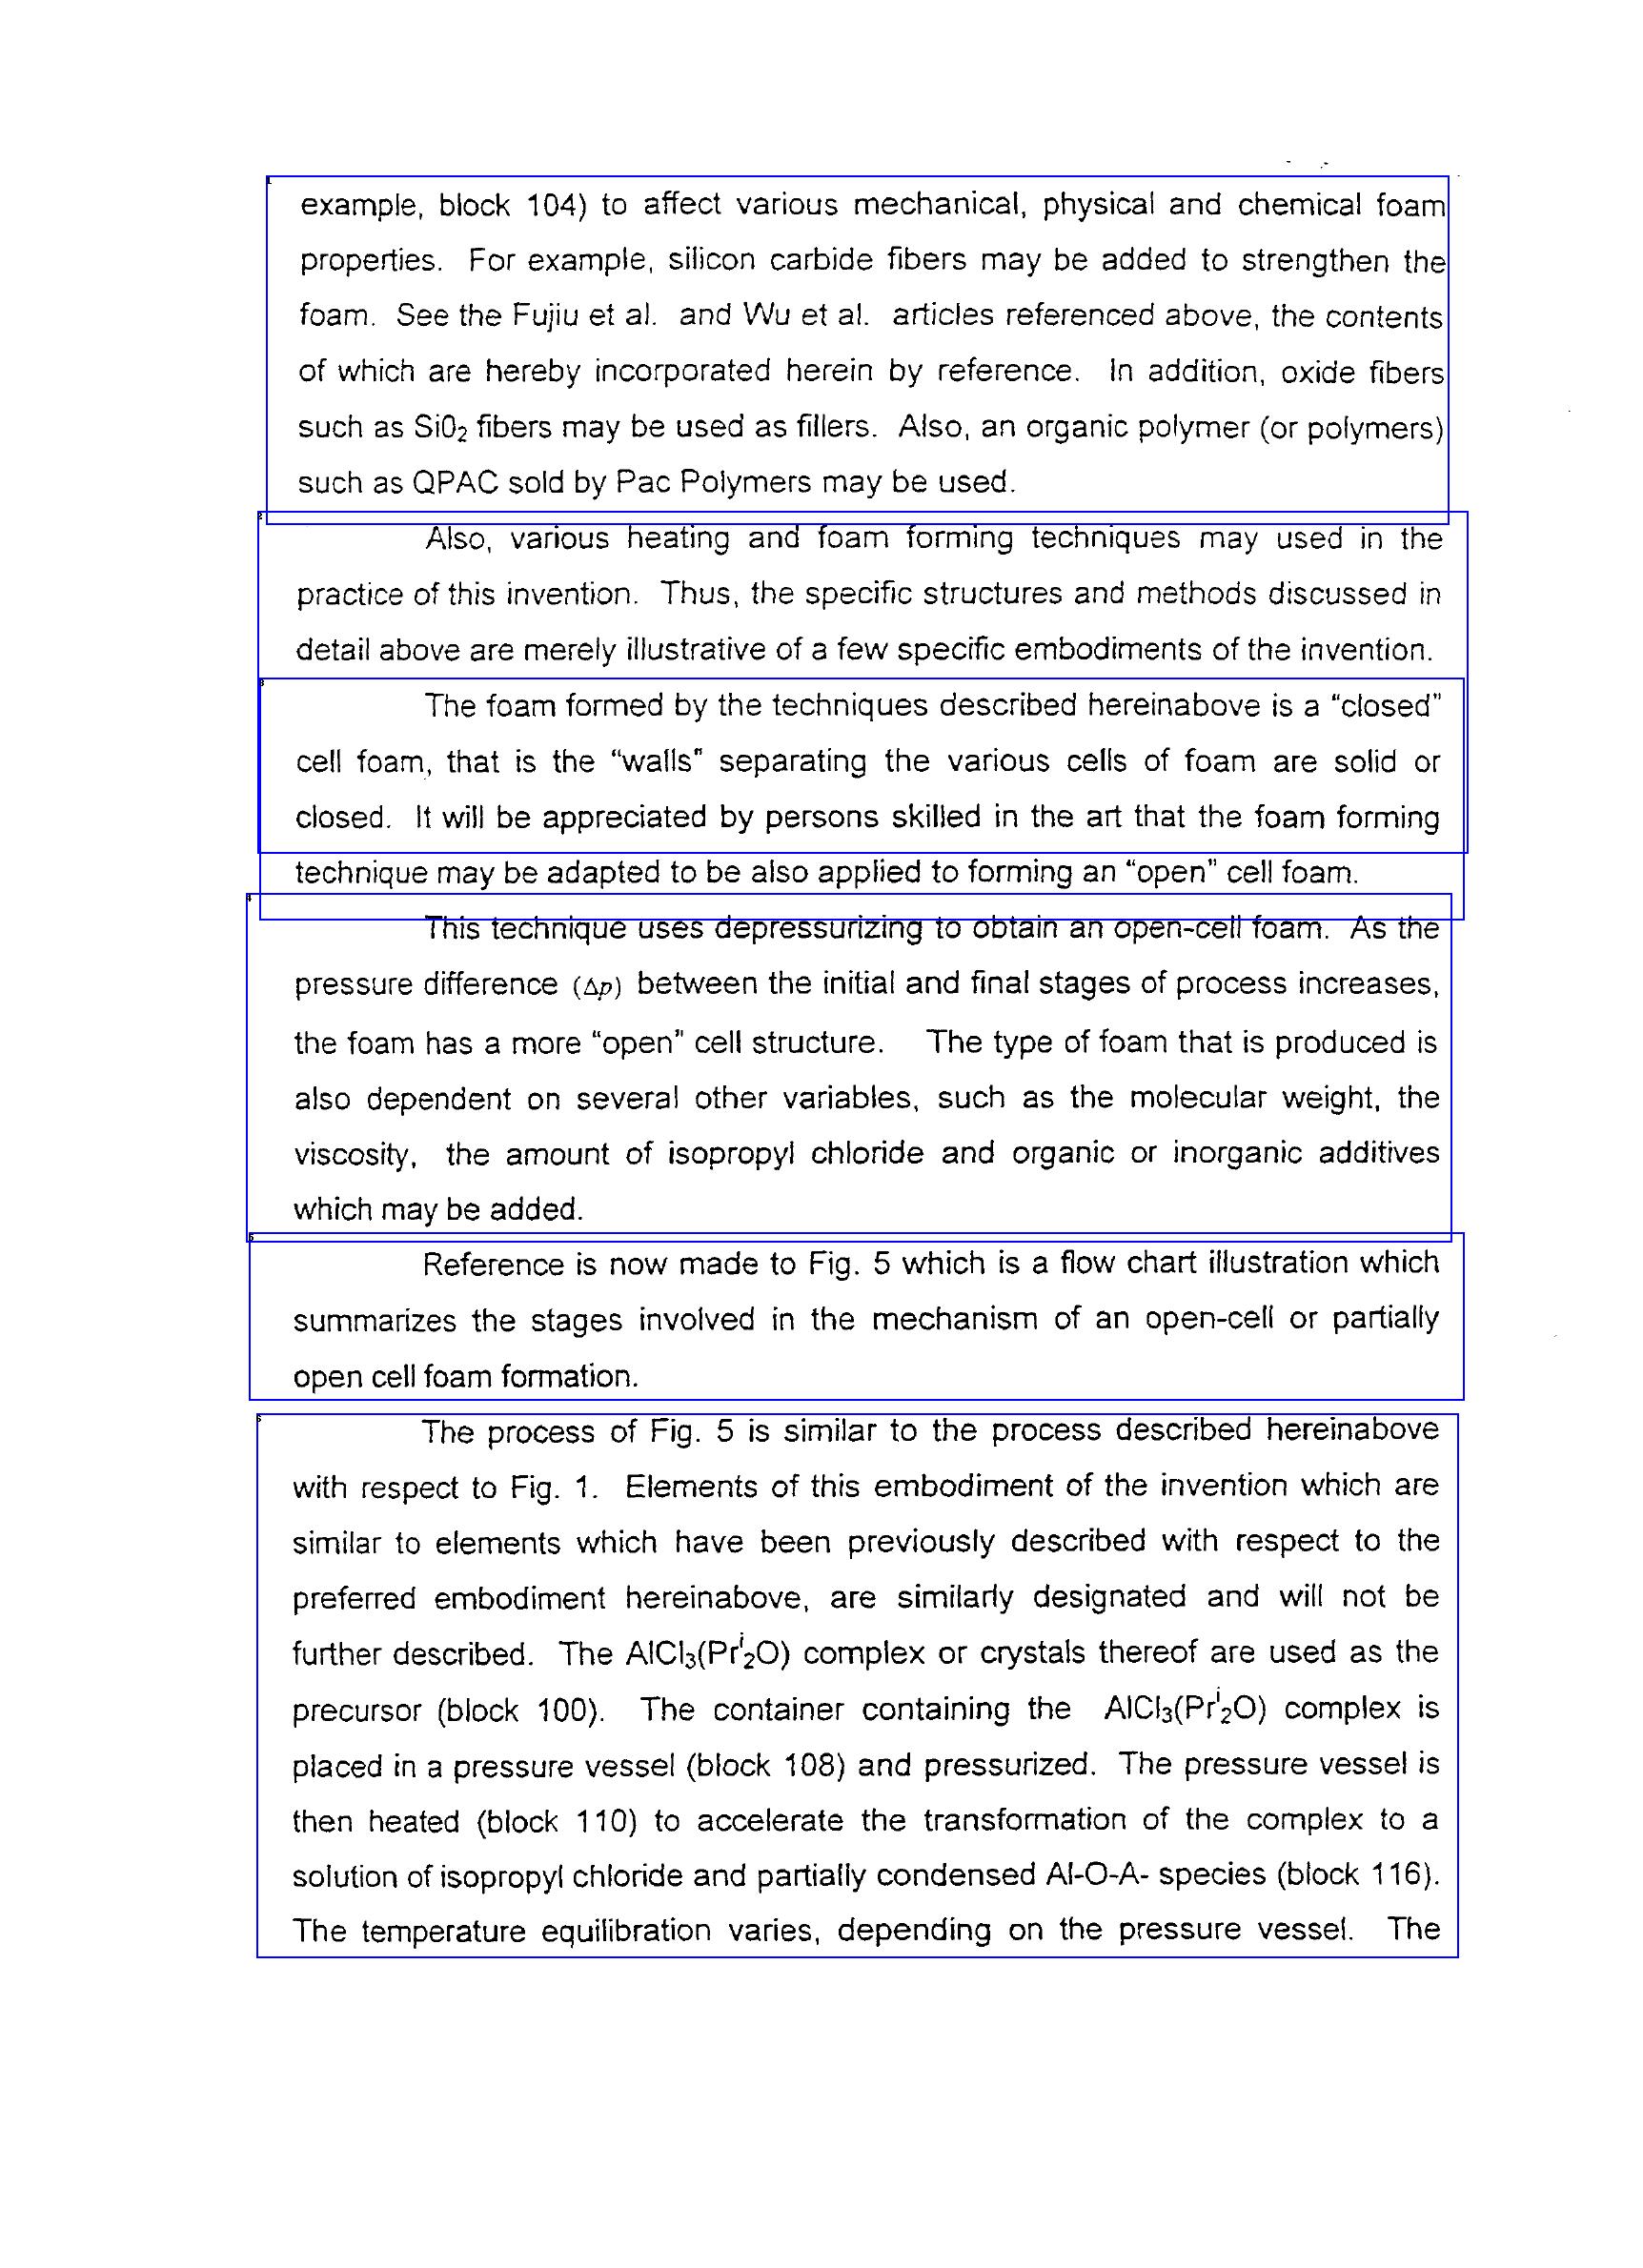 example, block 104) to affect various mechanical, physical and chemical foam
properties. For example, silicon carbide fibers may be added to strengthen the
foam. See the Fujiu et al. and Wu et al. articles referenced above, the contents
of which are hereby incorporated herein by reference. In addition, oxide fibers
such as SiO₂ fibers may be used as fillers. Also, an organic polymer (or polymers)
such as QPAC sold by Pac Polymers may be used.
Also, various heating and foam forming techniques may used in the
practice of this invention. Thus, the specific structures and methods discussed in
detail above are merely illustrative of a few specific embodiments of the invention.
The foam formed by the techniques described hereinabove is a “closed”
cell foam, that is the “walls” separating the various cells of foam are solid or
closed. It will be appreciated by persons skilled in the art that the foam forming
technique may be adapted to be also applied to forming an “open” cell foam.
This technique uses depressurizing to obtain an open-cell foam. As the
pressure difference (Δp) between the initial and final stages of process increases,
the foam has a more “open” cell structure. The type of foam that is produced is
also dependent on several other variables, such as the molecular weight, the
viscosity, the amount of isopropyl chloride and organic or inorganic additives
which may be added.
Reference is now made to Fig. 5 which is a flow chart illustration which
summarizes the stages involved in the mechanism of an open-cell or partially
open cell foam formation.
The process of Fig. 5 is similar to the process described hereinabove
with respect to Fig. 1. Elements of this embodiment of the invention which are
similar to elements which have been previously described with respect to the
preferred embodiment hereinabove, are similarly designated and will not be
further described. The AlCl₃(Prⁱ₂O) complex or crystals thereof are used as the
precursor (block 100). The container containing the AlCl₃(Prⁱ₂O) complex is
placed in a pressure vessel (block 108) and pressurized. The pressure vessel is
then heated (block 110) to accelerate the transformation of the complex to a
solution of isopropyl chloride and partially condensed Al-O-A- species (block 116).
The temperature equilibration varies, depending on the pressure vessel. The